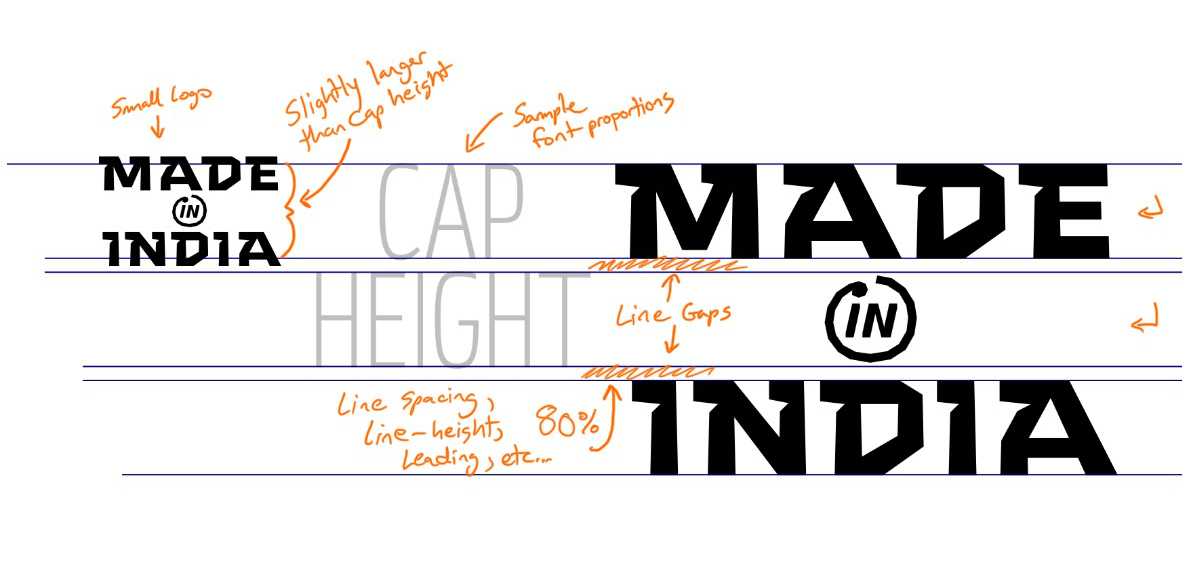 Small Logo
Slightly larger
than cap height
Sample
font proportions
MADE
iN
INDIA
CAP
HEIGHT
MADE
iN
INDIA
Line Gaps
Line spacing,
line-height,
Leading, etc...
80%